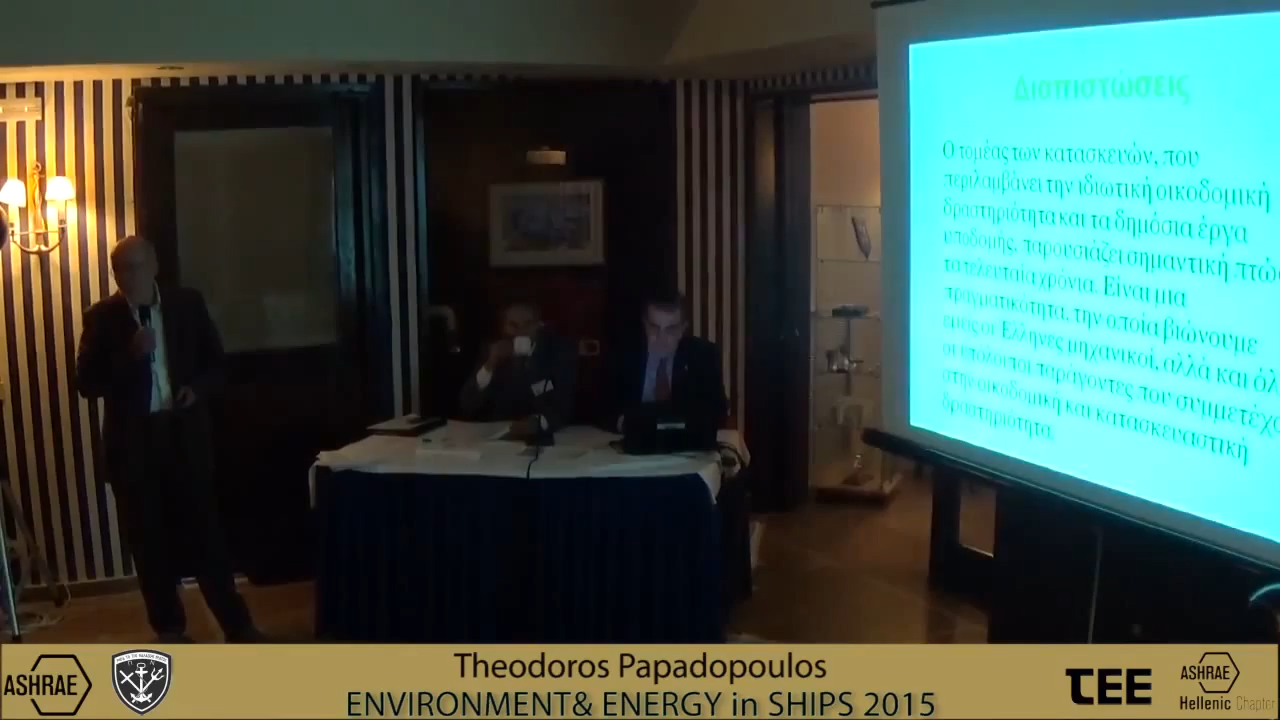 Διαπιστώσεις
Ο τομέας των κατασκευών, που
περιλαμβάνει την ιδιωτική οικοδομική
δραστηριότητα και τα δημόσια έργα
υποδομής, παρουσιάζει σημαντική πτώ
τα τελευταία χρόνια. Είναι μια
πραγματικότητα, την οποία βιώνουμε
εμείς οι Έλληνες μηχανικοί, αλλά και όλ
οι υπόλοιποι παράγοντες που συμμετέχο
στην οικοδομική και κατασκευαστική
δραστηριότητα.
Theodoros Papadopoulos
ENVIRONMENT& ENERGY in SHIPS 2015
ASHRAE
TEE
ASHRAE
Hellenic Chapter